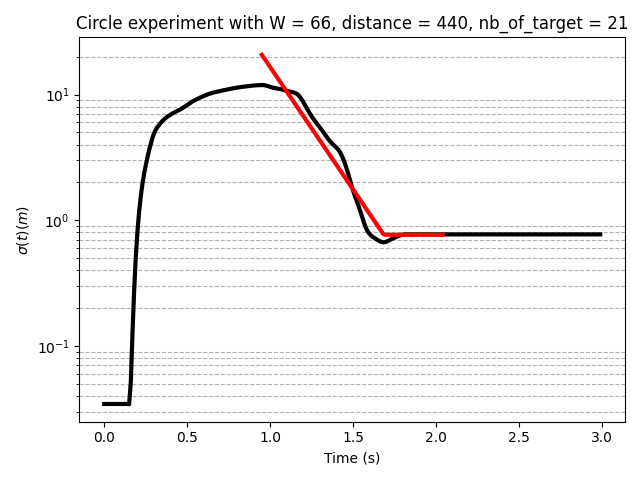 Circle experiment with W = 66, distance = 440, nb_of_target = 21
10¹
10⁰
10⁻¹
σ(t)(m)
0.0 0.5 1.0 1.5 2.0 2.5 3.0
Time (s)